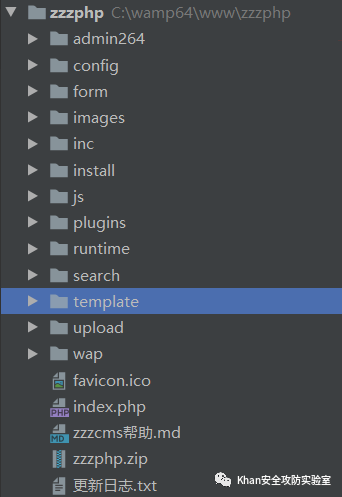 zzzphp C:\wamp64\www\zzzphp
admin264
config
form
images
inc
install
js
plugins
runtime
search
template
upload
wap
favicon.ico
PHP index.php
MD zzzcms帮助.md
zzzphp.zip
更新日志.txt
Khan安全攻防实验室